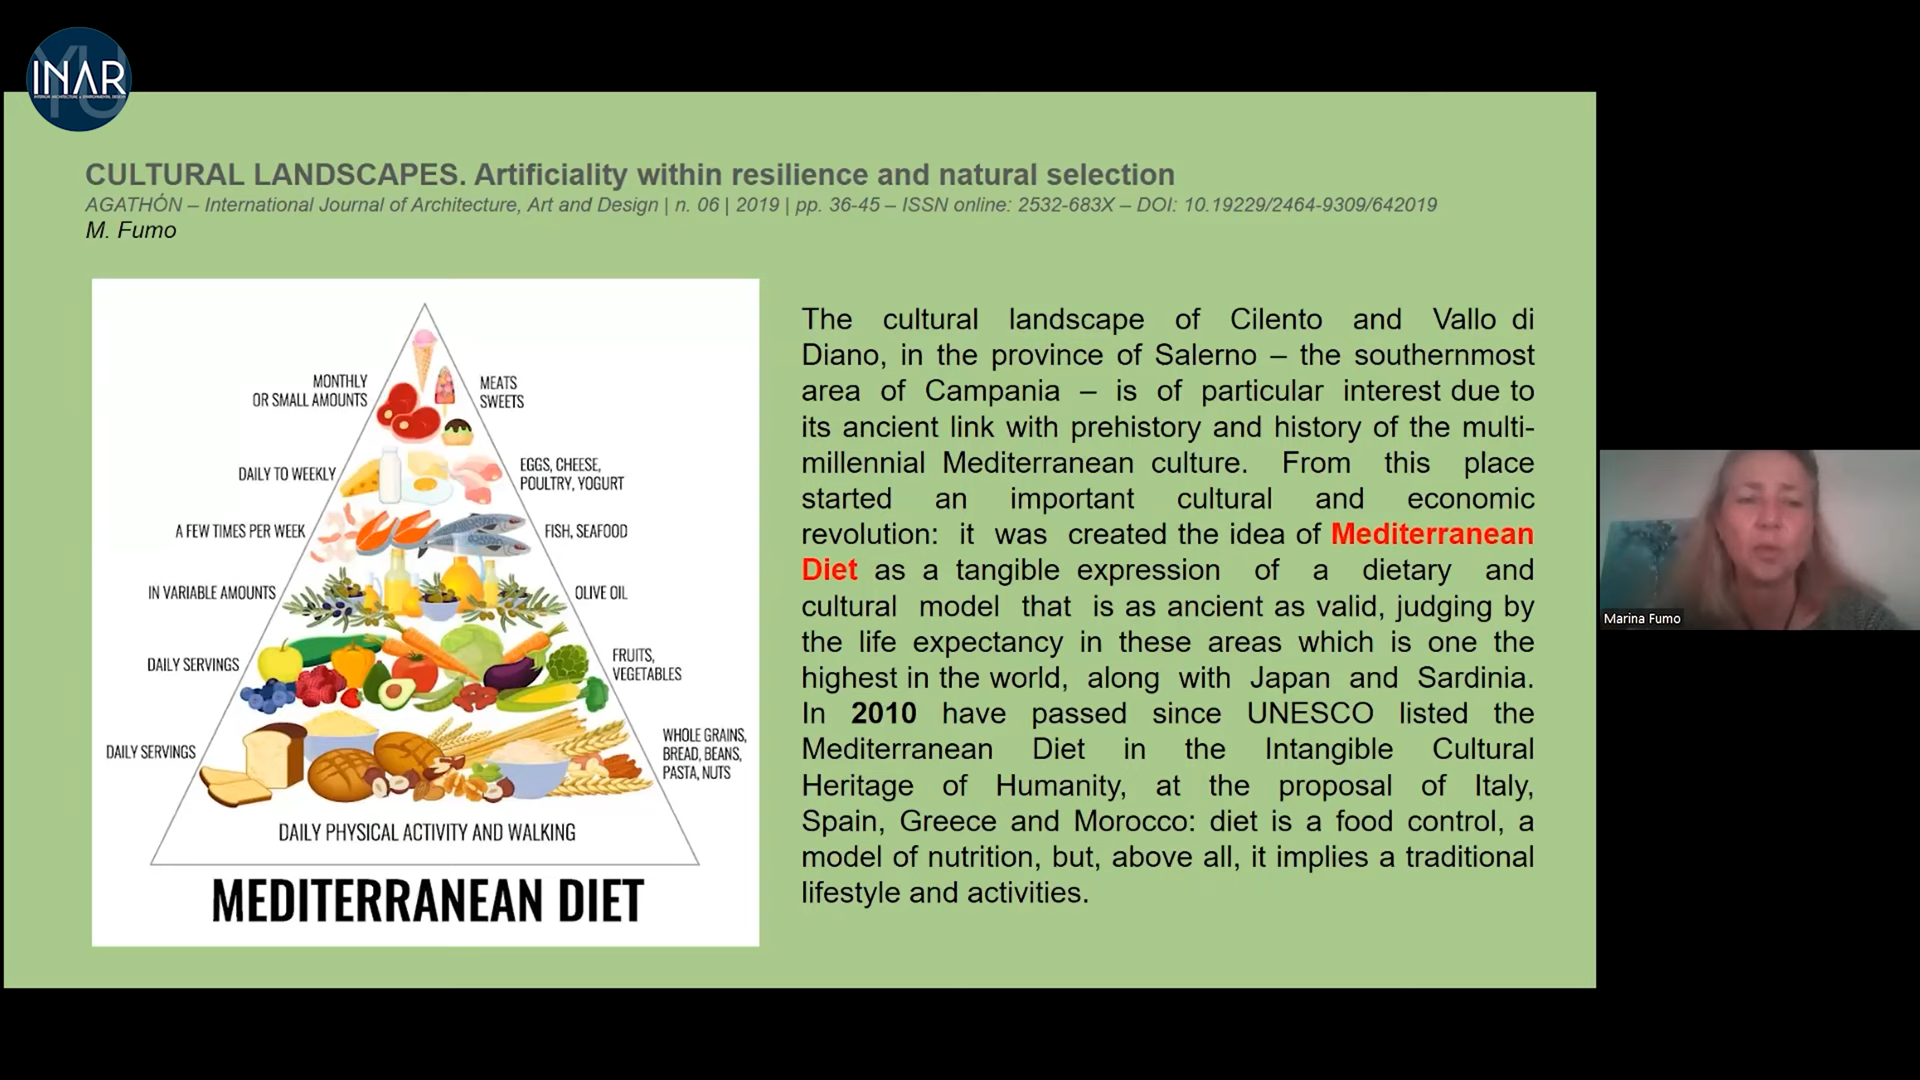 INAR
CULTURAL LANDSCAPES. Artificiality within resilience and natural selection
AGATHÓN – International Journal of Architecture, Art and Design | n. 06 | 2019 | pp. 36-45 – ISSN online: 2532-683X – DOI: 10.19229/2464-9309/642019
M. Fumo
MONTHLY
OR SMALL AMOUNTS
MEATS
SWEETS
DAILY TO WEEKLY
EGGS, CHEESE,
POULTRY, YOGURT
A FEW TIMES PER WEEK
FISH, SEAFOOD
IN VARIABLE AMOUNTS
OLIVE OIL
DAILY SERVINGS
FRUITS,
VEGETABLES
DAILY SERVINGS
WHOLE GRAINS,
BREAD, BEANS,
PASTA, NUTS
DAILY PHYSICAL ACTIVITY AND WALKING
MEDITERRANEAN DIET
The cultural landscape of Cilento and Vallo di
Diano, in the province of Salerno – the southernmost
area of Campania – is of particular interest due to
its ancient link with prehistory and history of the multi-
millennial Mediterranean culture. From this place
started an important cultural and economic
revolution: it was created the idea of Mediterranean
Diet as a tangible expression of a dietary and
cultural model that is as ancient as valid, judging by
the life expectancy in these areas which is one the
highest in the world, along with Japan and Sardinia.
In 2010 have passed since UNESCO listed the
Mediterranean Diet in the Intangible Cultural
Heritage of Humanity, at the proposal of Italy,
Spain, Greece and Morocco: diet is a food control, a
model of nutrition, but, above all, it implies a traditional
lifestyle and activities.
Marina Fumo